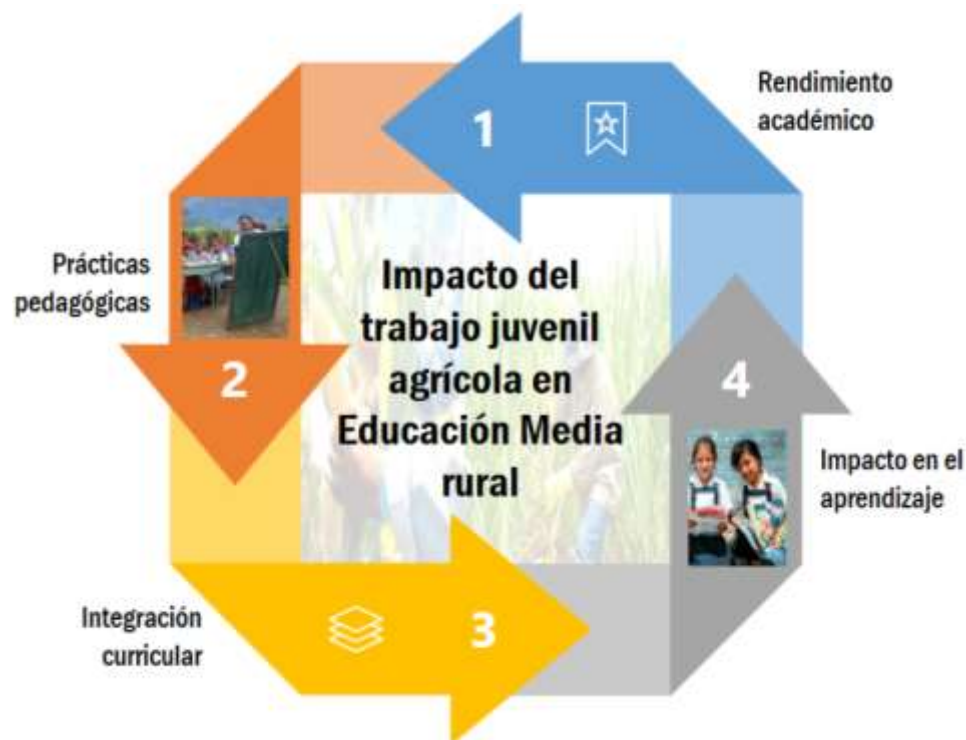 1
Rendimiento
académico
Prácticas
pedagógicas
2
Impacto del
trabajo juvenil
agrícola en
Educación Media
rural
4
Impacto en el
aprendizaje
Integración
curricular
3